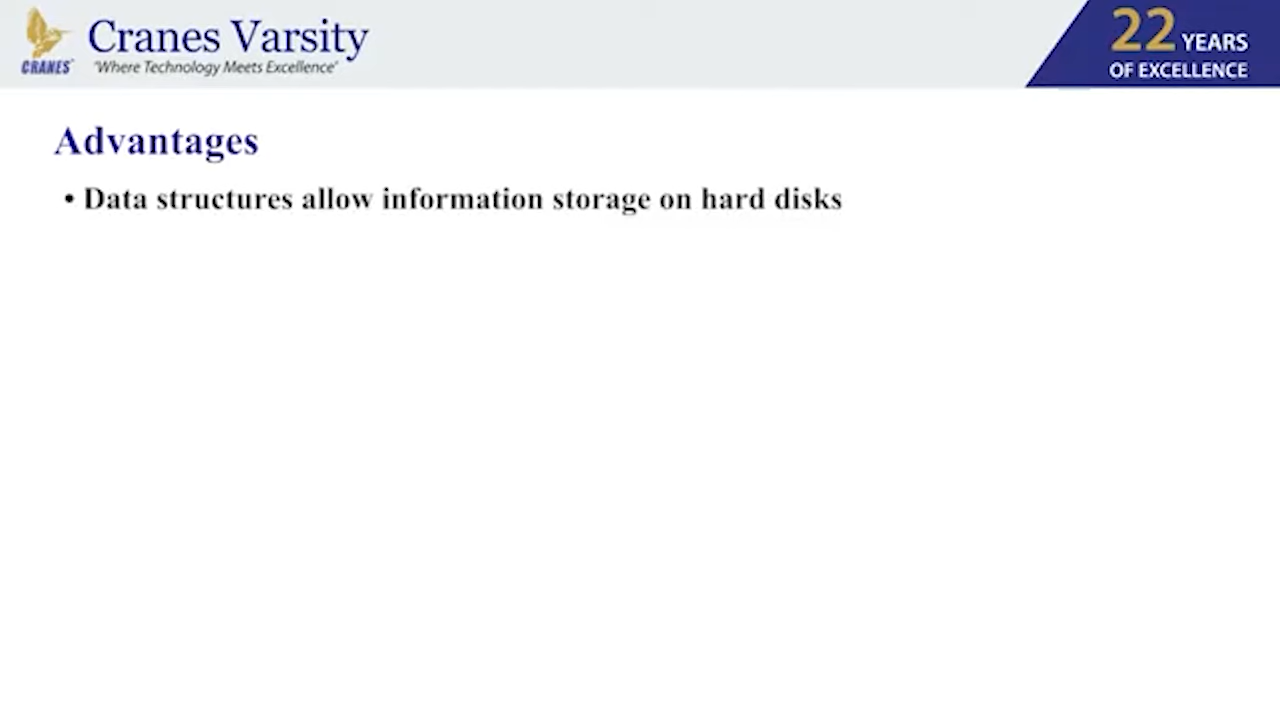 CRANES
Cranes Varsity
"Where Technology Meets Excellence"
22 YEARS
OF EXCELLENCE
Advantages
• Data structures allow information storage on hard disks